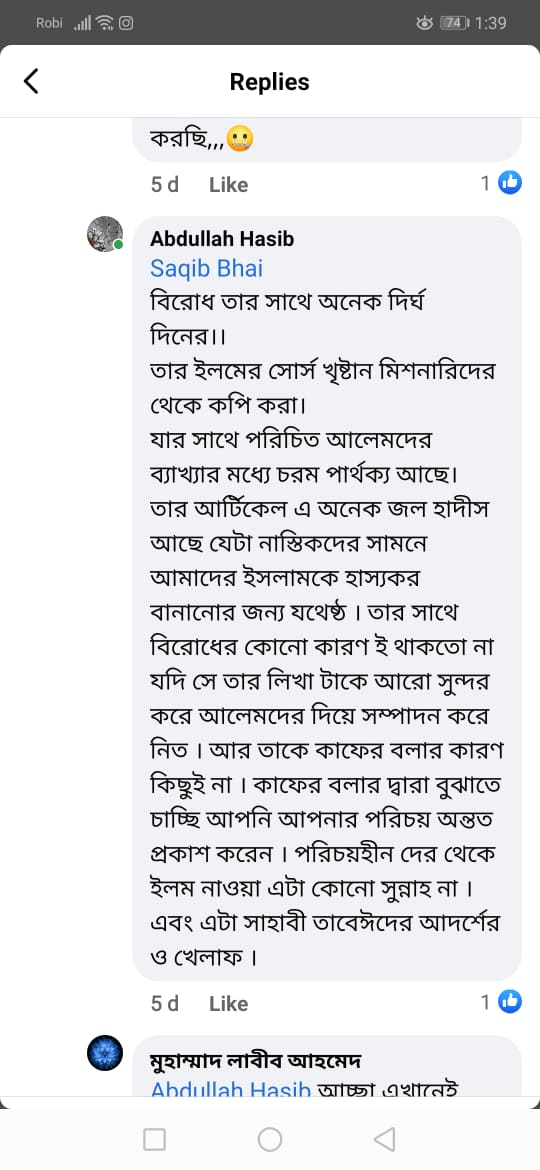 Robi 74 1:39
Replies
করছি,,,🤐
5 d Like 1
Abdullah Hasib
Saqib Bhai
বিরোধ তার সাথে অনেক দির্ঘ
দিনের।।
তার ইলমের সোর্স খৃষ্টান মিশনারিদের
থেকে কপি করা।
যার সাথে পরিচিত আলেমদের
ব্যাখ্যার মধ্যে চরম পার্থক্য আছে।
তার আর্টিকেল এ অনেক জল হাদীস
আছে যেটা নাস্তিকদের সামনে
আমাদের ইসলামকে হাস্যকর
বানানোর জন্য যথেষ্ঠ । তার সাথে
বিরোধের কোনো কারণ ই থাকতো না
যদি সে তার লিখা টাকে আরো সুন্দর
করে আলেমদের দিয়ে সম্পাদন করে
নিত । আর তাকে কাফের বলার কারণ
কিছুই না । কাফের বলার দ্বারা বুঝাতে
চাচ্ছি আপনি আপনার পরিচয় অন্তত
প্রকাশ করেন । পরিচয়হীন দের থেকে
ইলম নাওয়া এটা কোনো সুন্নাহ না ।
এবং এটা সাহাবী তাবেঈদের আদর্শের
ও খেলাফ ।
5 d Like 1
মুহাম্মাদ লাবীব আহমেদ
Abdullah Hasib আচ্ছা এখানেই